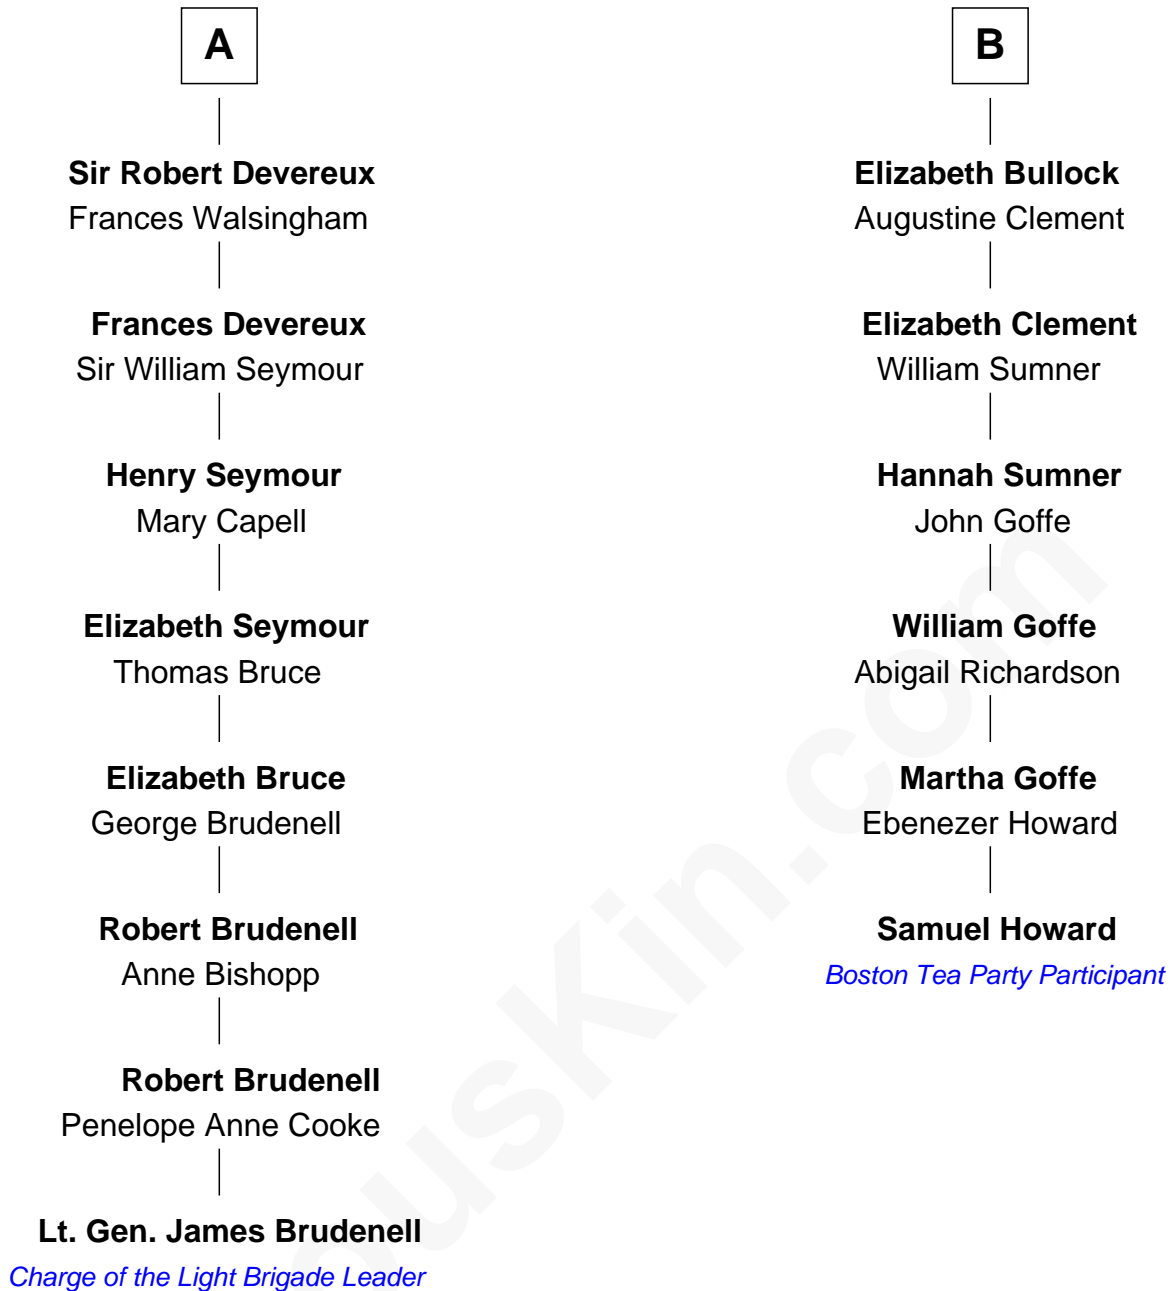 A
Sir Robert Devereux
Frances Walsingham
Frances Devereux
Sir William Seymour
Henry Seymour
Mary Capell
Elizabeth Seymour
Thomas Bruce
Elizabeth Bruce
George Brudenell
Robert Brudenell
Anne Bishopp
Robert Brudenell
Penelope Anne Cooke
Lt. Gen. James Brudenell
Charge of the Light Brigade Leader
B
Elizabeth Bullock
Augustine Clement
Elizabeth Clement
William Sumner
Hannah Sumner
John Goffe
William Goffe
Abigail Richardson
Martha Goffe
Ebenezer Howard
Samuel Howard
Boston Tea Party Participant
ousKin.com